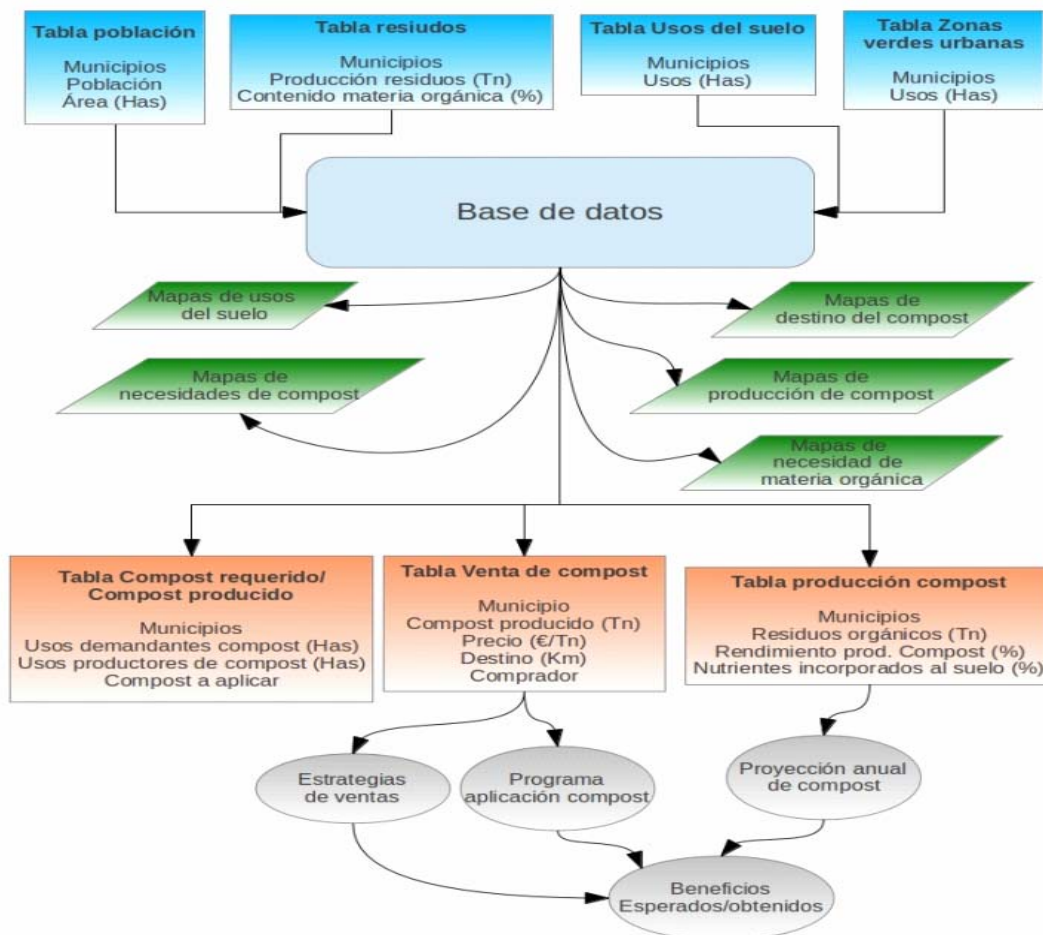 Tabla población
Municipios
Población
Área (Has)
Tabla resiudos
Municipios
Producción residuos (Tn)
Contenido materia orgánica (%)
Tabla Usos del suelo
Municipios
Usos (Has)
Tabla Zonas
verdes urbanas
Municipios
Usos (Has)
Base de datos
Mapas de usos
del suelo
Mapas de
destino del compost
Mapas de
necesidades de compost
Mapas de
producción de compost
Mapas de
necesidad de
materia orgánica
Tabla Compost requerido/
Compost producido
Municipios
Usos demandantes compost (Has)
Usos productores de compost (Has)
Compost a aplicar
Tabla Venta de compost
Municipio
Compost producido (Tn)
Precio (€/Tn)
Destino (Km)
Comprador
Tabla producción compost
Municipios
Residuos orgánicos (Tn)
Rendimiento prod. Compost (%)
Nutrientes incorporados al suelo (%)
Estrategias
de ventas
Programa
aplicación compost
Proyección anual
de compost
Beneficios
Esperados/obtenidos